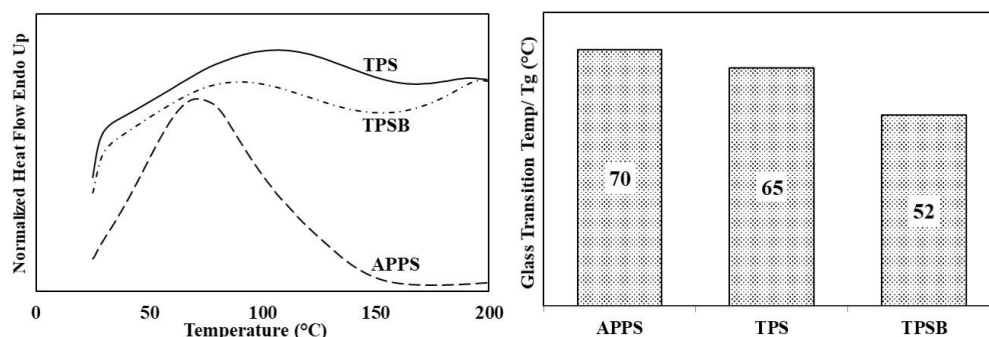 Normalized Heat Flow Endo Up
TPS
TPSB
APPS
0
50
100
150
200
Temperature (°C)
Glass Transition Temp/ Tg (°C)
70
65
52
APPS
TPS
TPSB